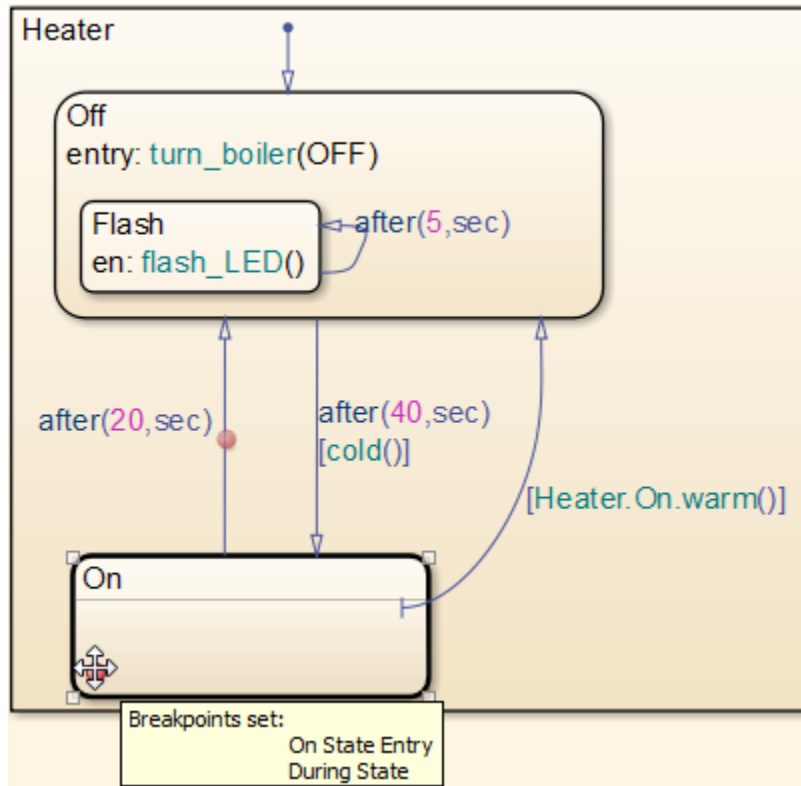 Heater
Off
entry: turn_boiler(OFF)
Flash
en: flash_LED()
after(5,sec)
after(20,sec)
after(40,sec)
[cold()]
[Heater.On.warm()]
On
Breakpoints set:
On State Entry
During State